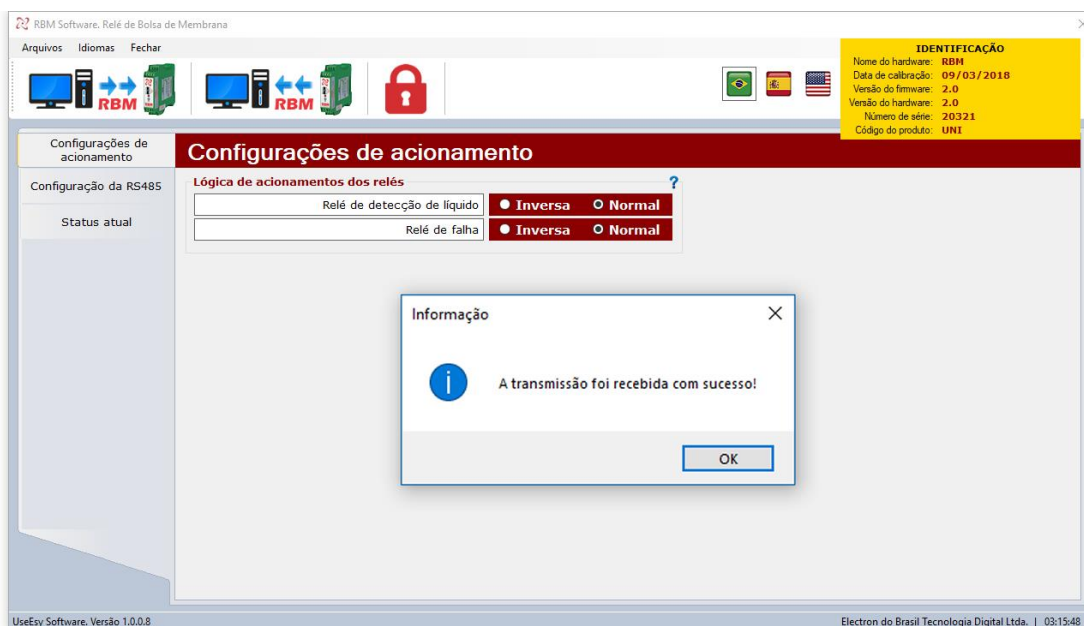 RBM Software. Relé de Bolsa de Membrana
Arquivos Idiomas Fechar
RBM
RBM
IDENTIFICAÇÃO
Nome do hardware: RBM
Data de calibração: 09/03/2018
Versão do firmware: 2.0
Versão do hardware: 2.0
Número de série: 20321
Código do produto: UNI
Configurações de
acionamento
Configuração da RS485
Status atual
Configurações de acionamento
Lógica de acionamentos dos relés ?
Relé de detecção de líquido Inversa Normal
Relé de falha Inversa Normal
Informação
A transmissão foi recebida com sucesso!
OK
UseEsy Software. Versão 1.0.0.8
Electron do Brasil Tecnologia Digital Ltda. | 03:15:48